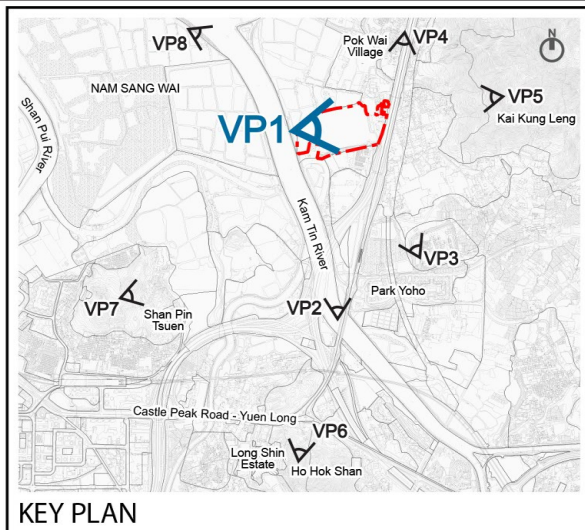 VP8
Pok Wai
Village
VP4
N
NAM SANG WAI
VP5
Kai Kung Leng
VP1
Shan Pui River
Kam Tin River
VP3
Park Yoho
VP2
VP7
Shan Pin
Tsuen
Castle Peak Road - Yuen Long
VP6
Long Shin
Estate
Ho Hok Shan
KEY PLAN